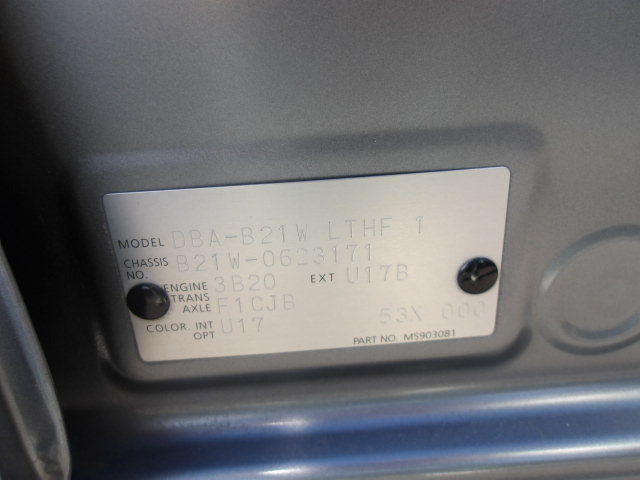 MODEL DBA-B21W LTHF 1
CHASSIS NO. B21W-0623171
ENGINE 3B20 EXT U17B
TRANS AXLE F1CJB
COLOR. INT U17 53X 000
OPT
PART NO.: M5903081